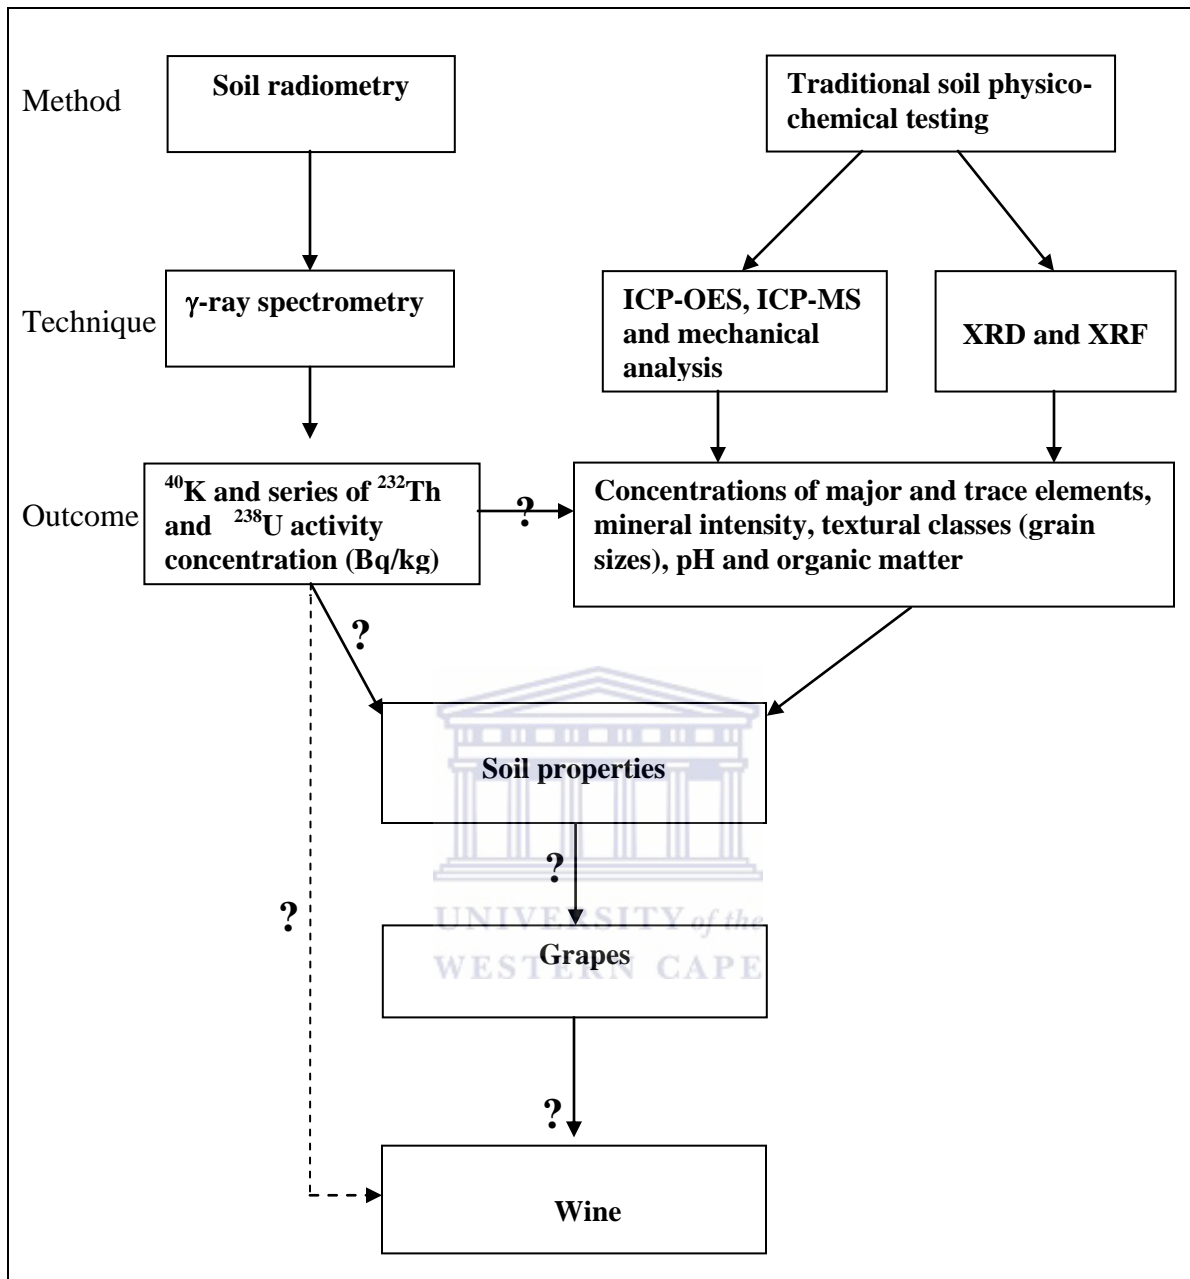 Method
Soil radiometry
Traditional soil physico-
chemical testing
Technique
γ-ray spectrometry
ICP-OES, ICP-MS
and mechanical
analysis
XRD and XRF
Outcome
⁴⁰K and series of ²³²Th
and ²³⁸U activity
concentration (Bq/kg)
?
Concentrations of major and trace elements,
mineral intensity, textural classes (grain
sizes), pH and organic matter
?
Soil properties
?
?
UNIVERSITY of the
WESTERN CAPE
Grapes
?
Wine